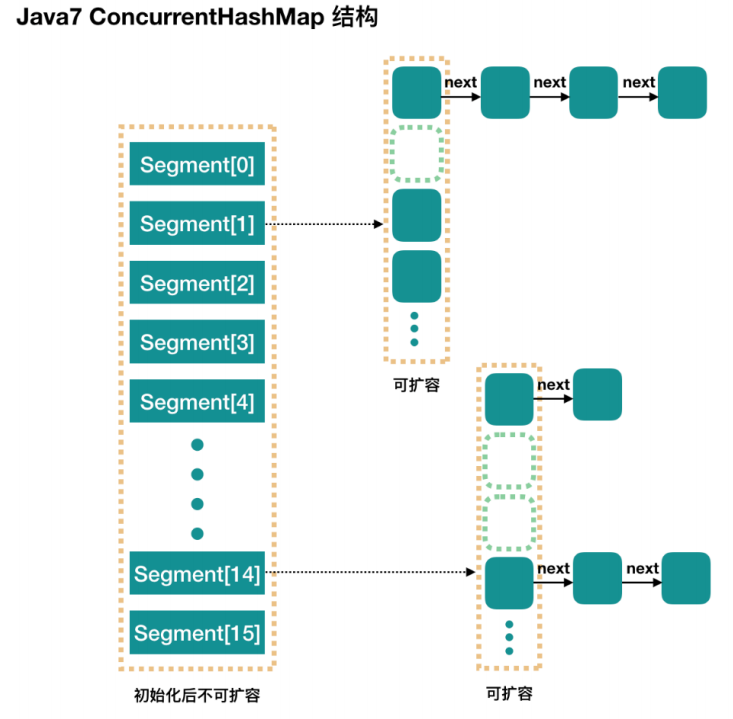 Java7 ConcurrentHashMap 结构
next next next
Segment[0]
Segment[1]
Segment[2]
Segment[3]
Segment[4]
Segment[14]
Segment[15]
初始化后不可扩容
可扩容
next
next next
可扩容